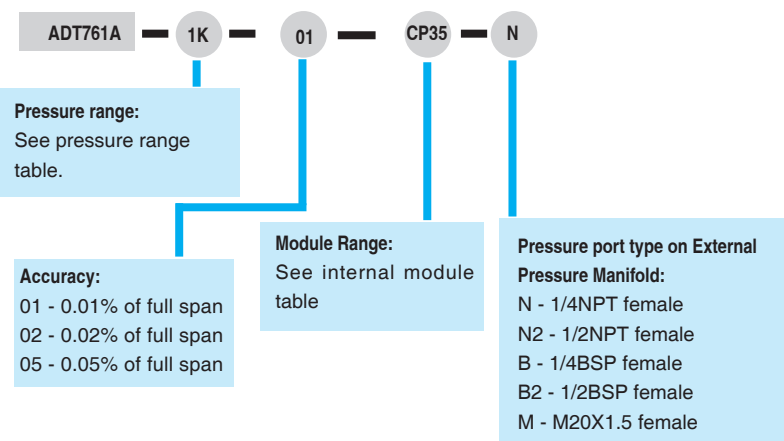 ADT761A 1K 01 CP35 N
Pressure range:
See pressure range
table.
Accuracy:
01 - 0.01% of full span
02 - 0.02% of full span
05 - 0.05% of full span
Module Range:
See internal module
table
Pressure port type on External
Pressure Manifold:
N - 1/4NPT female
N2 - 1/2NPT female
B - 1/4BSP female
B2 - 1/2BSP female
M - M20X1.5 female